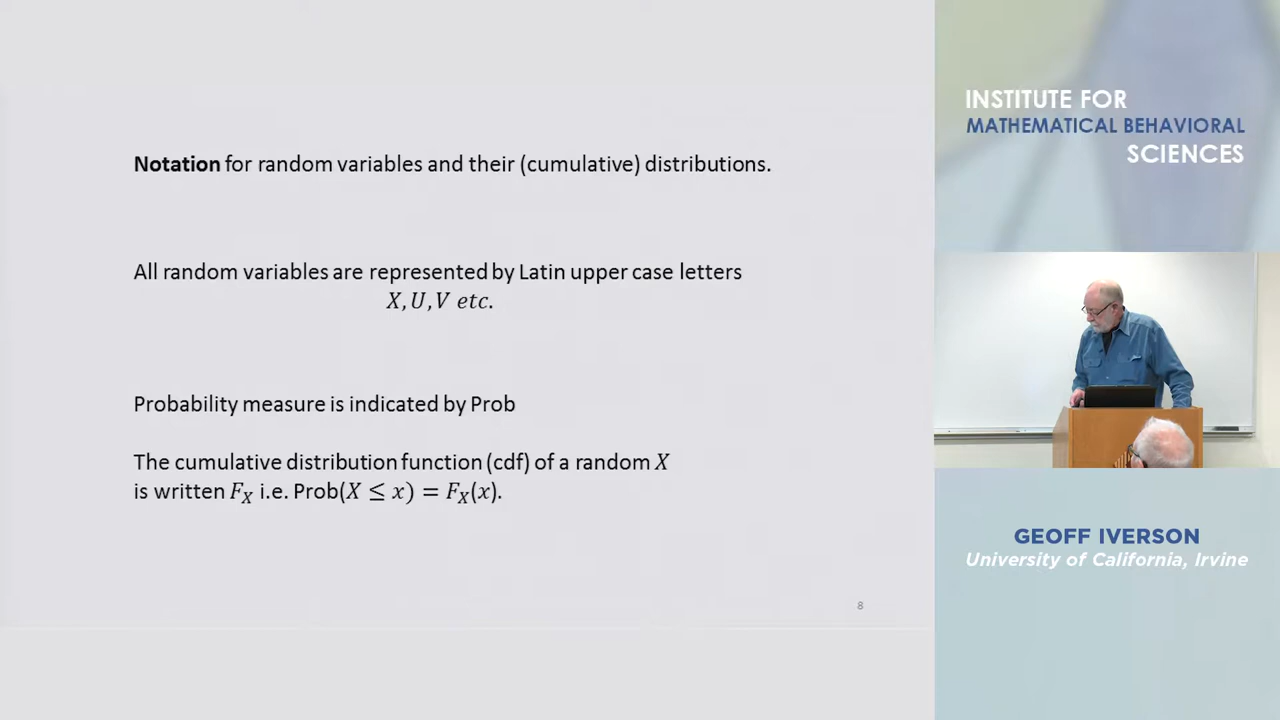 Notation for random variables and their (cumulative) distributions.
All random variables are represented by Latin upper case letters
X, U, V etc.
Probability measure is indicated by Prob
The cumulative distribution function (cdf) of a random X
is written F_X i.e. Prob(X ≤ x) = F_X(x).
8
INSTITUTE FOR
MATHEMATICAL BEHAVIORAL
SCIENCES
GEOFF IVERSON
University of California, Irvine